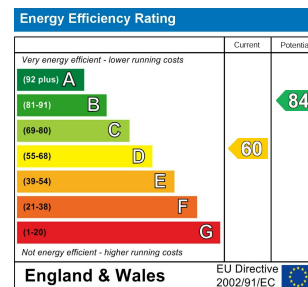 Energy Efficiency Rating
Current
Potentia
Very energy efficient - lower running costs
(92 plus) A
(81-91) B
84
(69-80) C
(55-68) D
60
(39-54) E
(21-38) F
(1-20) G
Not energy efficient - higher running costs
England & Wales
EU Directive
2002/91/EC